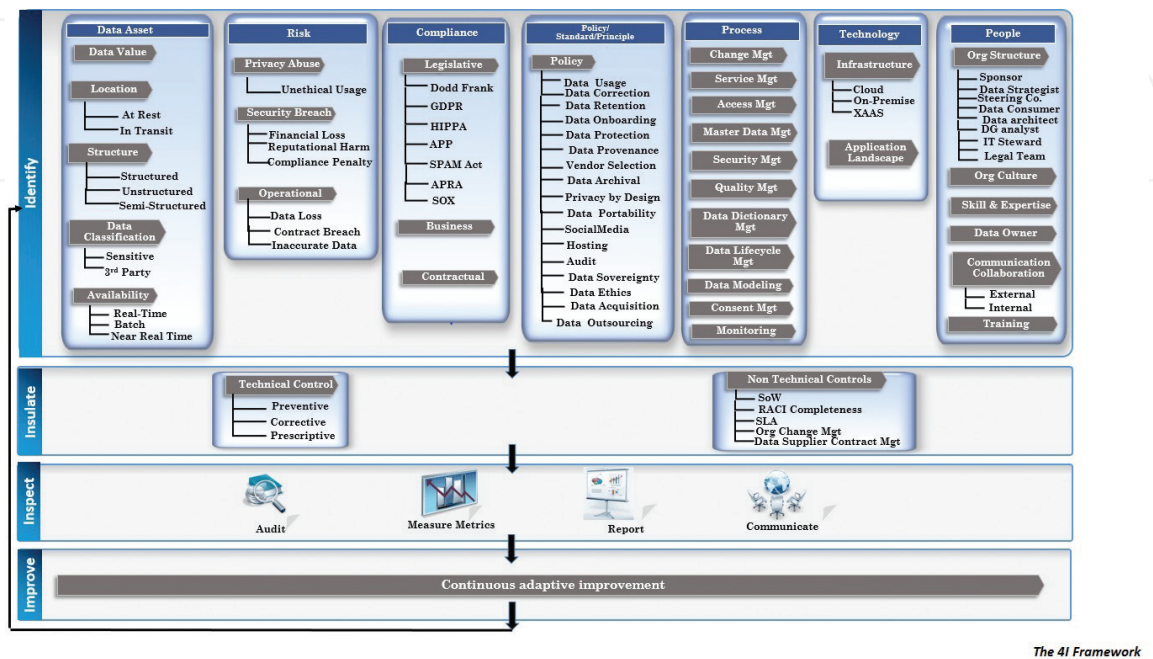 Identify
Data Asset
Data Value
Location
At Rest
In Transit
Structure
Structured
Unstructured
Semi-Structured
Data
Classification
Sensitive
3rd Party
Availability
Real-Time
Batch
Near Real Time
Risk
Privacy Abuse
Unethical Usage
Security Breach
Financial Loss
Reputational Harm
Compliance Penalty
Operational
Data Loss
Contract Breach
Inaccurate Data
Compliance
Legislative
Dodd Frank
GDPR
HIPPA
APP
SPAM Act
APRA
SOX
Business
Contractual
Policy/
Standard/Principle
Policy
Data Usage
Data Correction
Data Retention
Data Onboarding
Data Protection
Data Provenance
Vendor Selection
Data Archival
Privacy by Design
Data Portability
SocialMedia
Hosting
Audit
Data Sovereignty
Data Ethics
Data Acquisition
Data Outsourcing
Process
Change Mgt
Service Mgt
Access Mgt
Master Data Mgt
Security Mgt
Quality Mgt
Data Dictionary
Mgt
Data Lifecycle
Mgt
Data Modeling
Consent Mgt
Monitoring
Technology
Infrastructure
Cloud
On-Premise
XAAS
Application
Landscape
People
Org Structure
Sponsor
Data Strategist
Steering Co.
Data Consumer
Data architect
DG analyst
IT Steward
Legal Team
Org Culture
Skill & Expertise
Data Owner
Communication
Collaboration
External
Internal
Training
Insulate
Technical Control
Preventive
Corrective
Prescriptive
Non Technical Controls
SoW
RACI Completeness
SLA
Org Change Mgt
Data Supplier Contract Mgt
Inspect
Audit
Measure Metrics
Report
Communicate
Improve
Continuous adaptive improvement
The 4I Framework